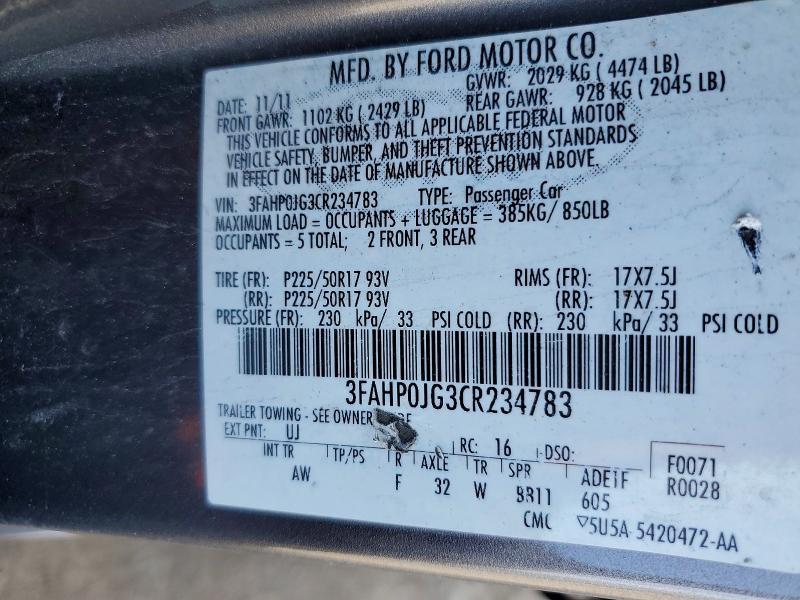 MFD. BY FORD MOTOR CO.
DATE: 11/11 GVWR: 2029 KG ( 4474 LB)
FRONT GAWR: 1102 KG ( 2429 LB) REAR GAWR: 928 KG ( 2045 LB)
THIS VEHICLE CONFORMS TO ALL APPLICABLE FEDERAL MOTOR
VEHICLE SAFETY, BUMPER, AND THEFT PREVENTION STANDARDS
IN EFFECT ON THE DATE OF MANUFACTURE SHOWN ABOVE.
VIN: 3FAHP0JG3CR234783 TYPE: Passenger Car
MAXIMUM LOAD = OCCUPANTS + LUGGAGE = 385KG/ 850LB
OCCUPANTS = 5 TOTAL; 2 FRONT, 3 REAR
TIRE (FR): P225/50R17 93V RIMS (FR): 17X7.5J
(RR): P225/50R17 93V (RR): 17X7.5J
PRESSURE (FR): 230 kPa/ 33 PSI COLD (RR): 230 kPa/ 33 PSI COLD
3FAHP0JG3CR234783
TRAILER TOWING - SEE OWNER
EXT PNT: UJ RC: 16 DSO: F0071
INT TR TP/PS R AXLE TR SPR ADEIF R0028
AW F 32 W BR11 605
CMC ▽5U5A-5420472-AA